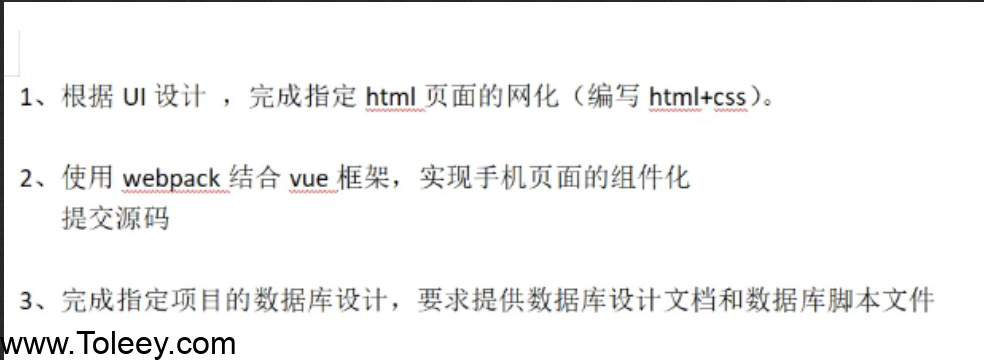 1、根据 UI 设计 ，完成指定 html 页面的网化（编写 html+css）。
2、使用 webpack 结合 vue 框架，实现手机页面的组件化
提交源码
3、完成指定项目的数据库设计，要求提供数据库设计文档和数据库脚本文件
www.Toleey.com